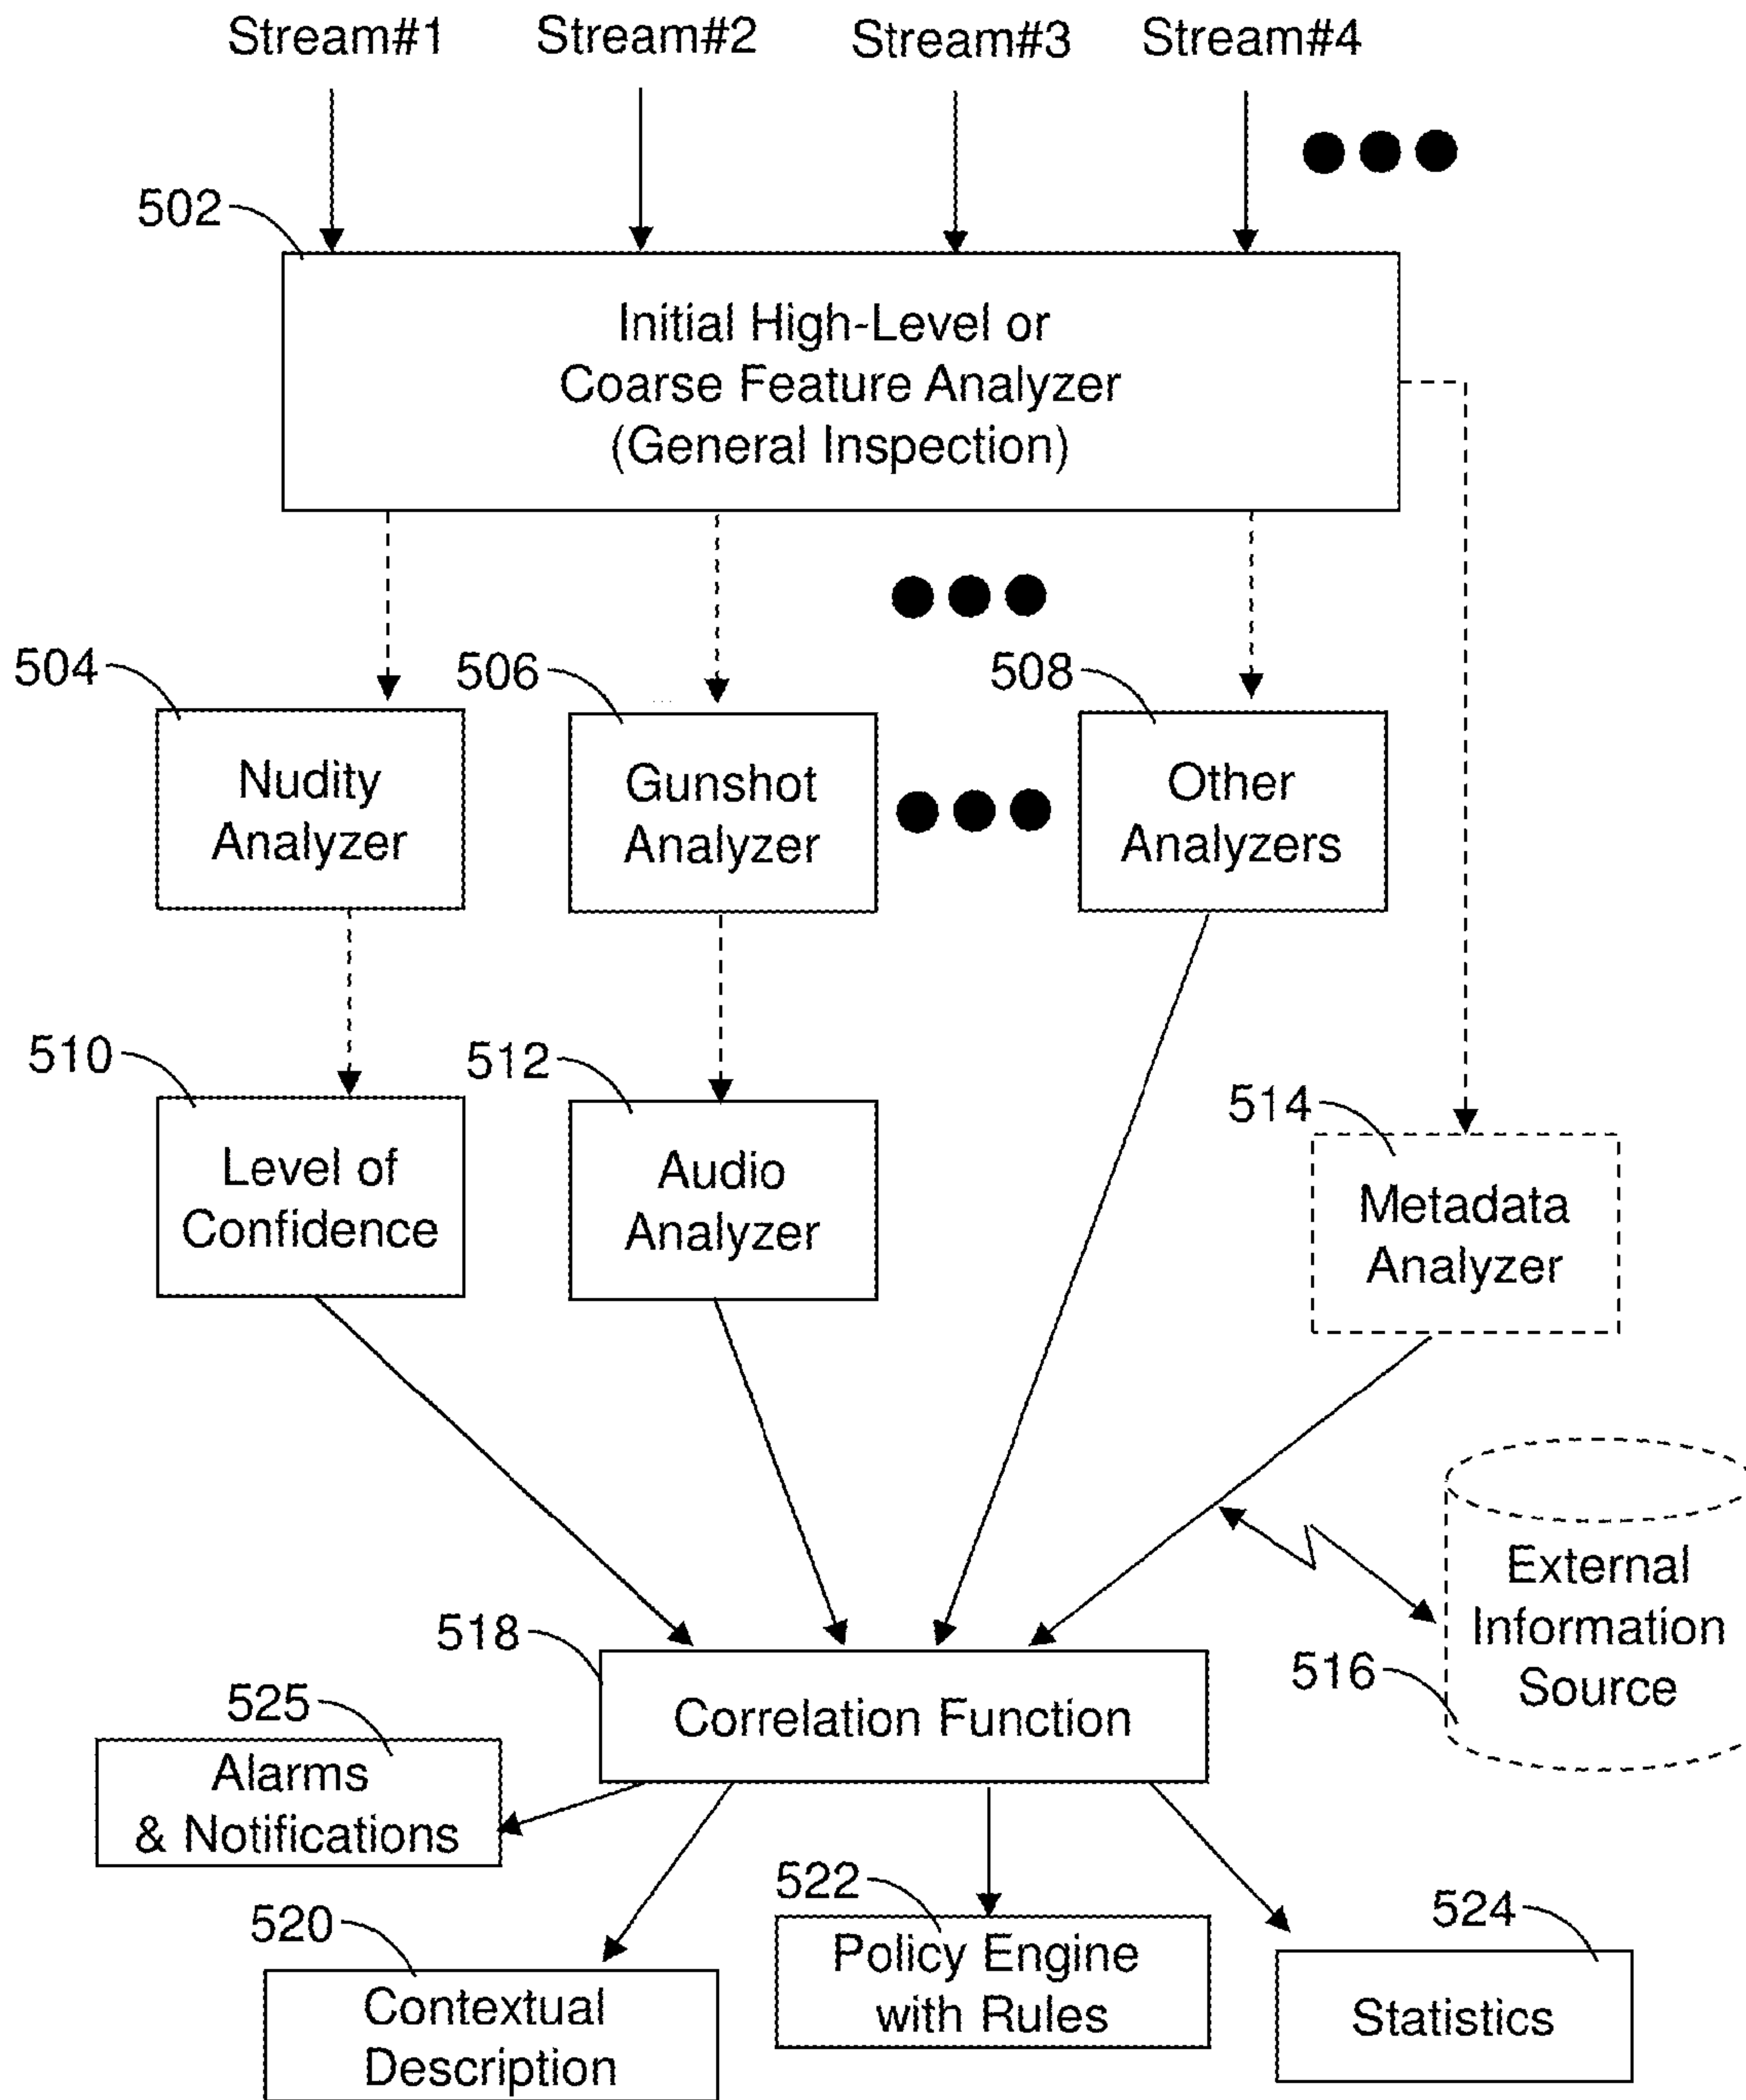 Stream#1
Stream#2
Stream#3
Stream#4
502
Initial High-Level or
Coarse Feature Analyzer
(General Inspection)
504
506
508
Nudity
Analyzer
Gunshot
Analyzer
Other
Analyzers
510
512
514
Level of
Confidence
Audio
Analyzer
Metadata
Analyzer
External
Information
Source
516
518
Correlation Function
525
Alarms
& Notifications
520
522
524
Contextual
Description
Policy Engine
with Rules
Statistics